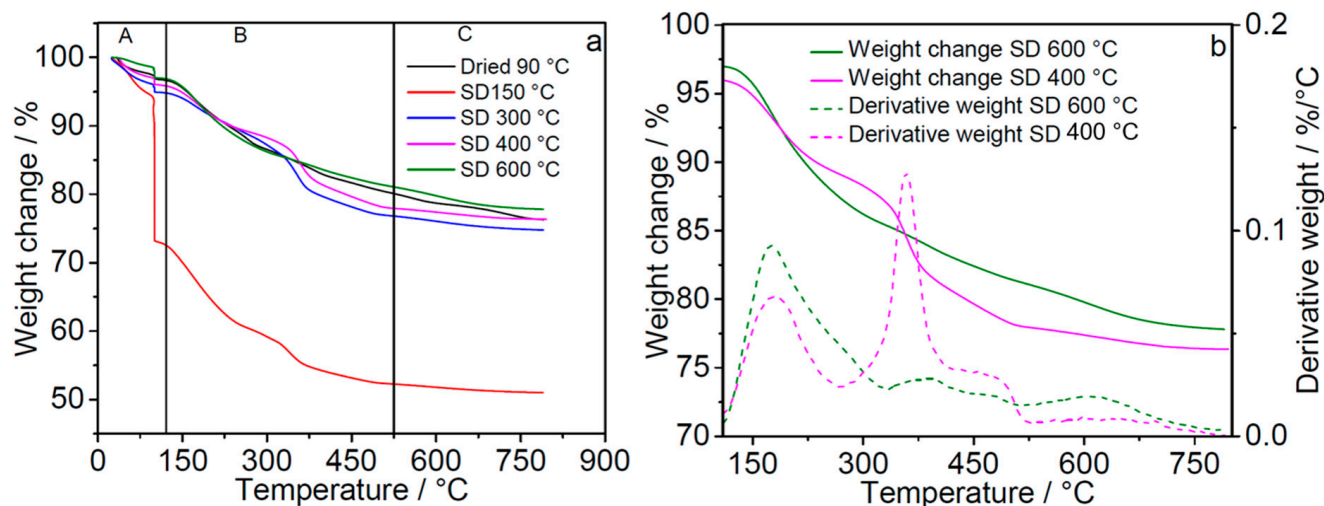 A
B
C
a
Dried 90 °C
SD150 °C
SD 300 °C
SD 400 °C
SD 600 °C
100
90
80
70
60
50
Weight change / %
0
150
300
450
600
750
900
Temperature / °C
b
Weight change SD 600 °C
Weight change SD 400 °C
Derivative weight SD 600 °C
Derivative weight SD 400 °C
100
95
90
85
80
75
70
Weight change / %
0.2
0.1
0.0
Derivative weight / %/°C
150
300
450
600
750
Temperature / °C